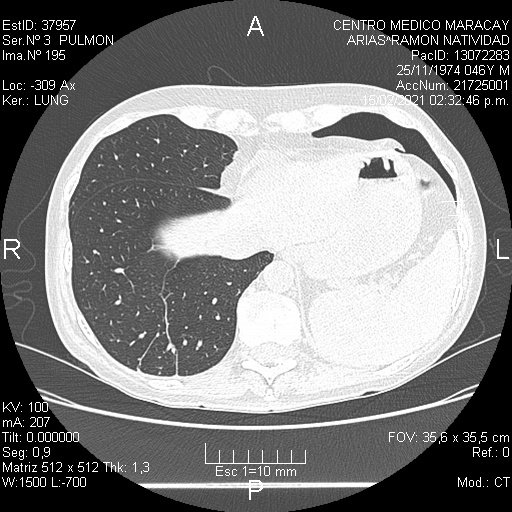 EstID: 37957
Ser.Nº 3 PULMON
Ima.Nº 195
Loc: -309 Ax
Ker.: LUNG
A
CENTRO MEDICO MARACAY
ARIAS^RAMON NATIVIDAD
PacID: 13072283
25/11/1974 046Y M
AccNum: 21725001
15/02/2021 02:32:46 p.m.
R
L
KV: 100
mA: 207
Tilt: 0.000000
Seg: 0,9
Matriz 512 x 512 Thk: 1,3
W:1500 L:-700
Esc 1=10 mm
P
FOV: 35,6 x 35,5 cm
Ref.: 0
Mod.: CT